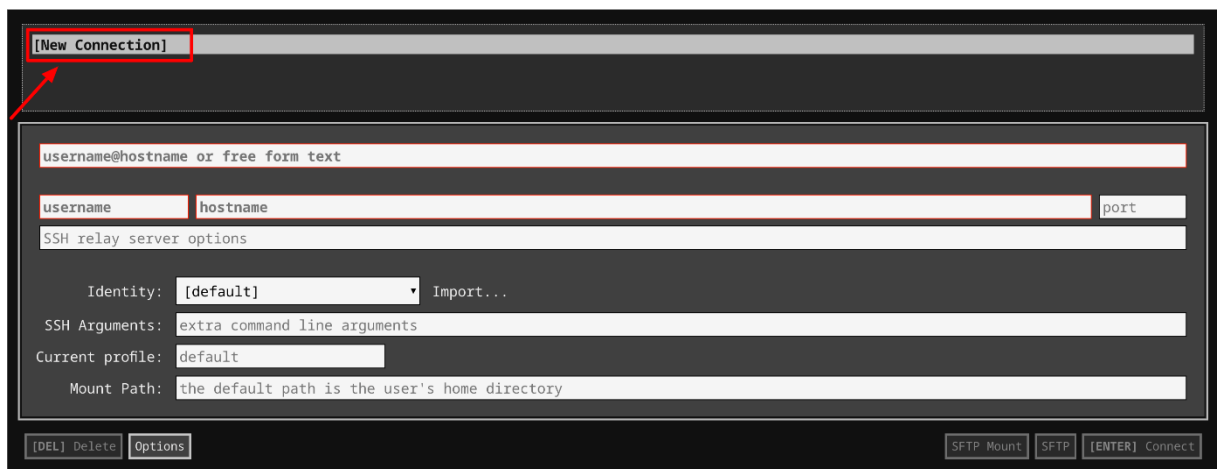 [New Connection]
username@hostname or free form text
username hostname port
SSH relay server options
Identity: [default] Import...
SSH Arguments: extra command line arguments
Current profile: default
Mount Path: the default path is the user's home directory
[DEL] Delete Options SFTP Mount SFTP [ENTER] Connect